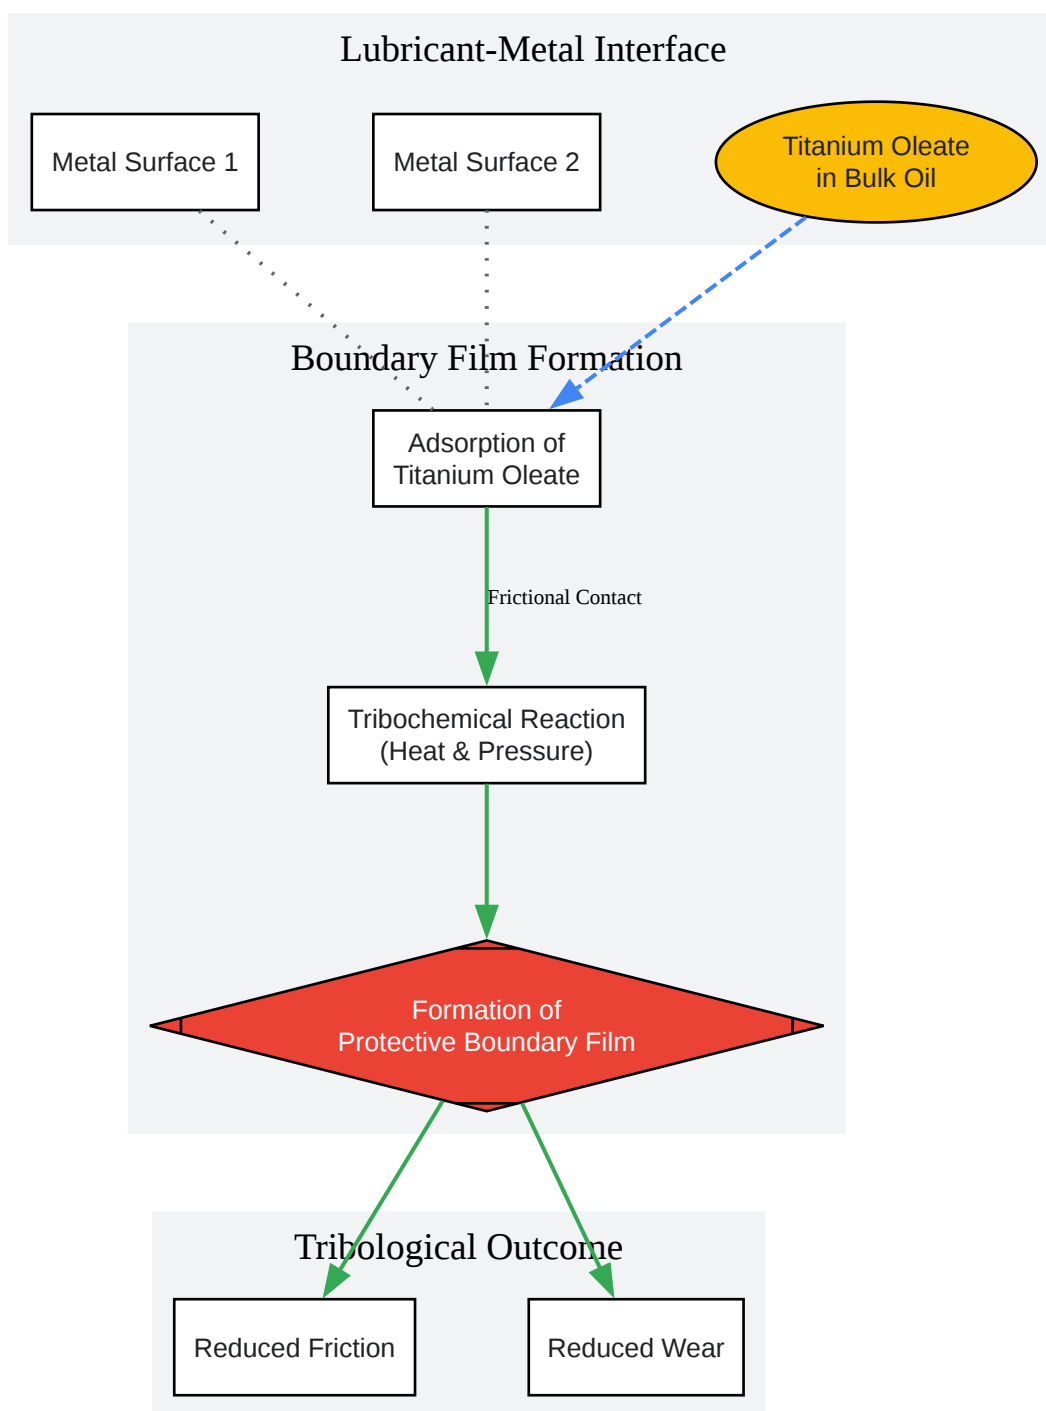 Lubricant-Metal Interface
Metal Surface 1
Metal Surface 2
Titanium Oleate
in Bulk Oil
Boundary Film Formation
Adsorption of
Titanium Oleate
Frictional Contact
Tribochemical Reaction
(Heat & Pressure)
Formation of
Protective Boundary Film
Tribological Outcome
Reduced Friction
Reduced Wear